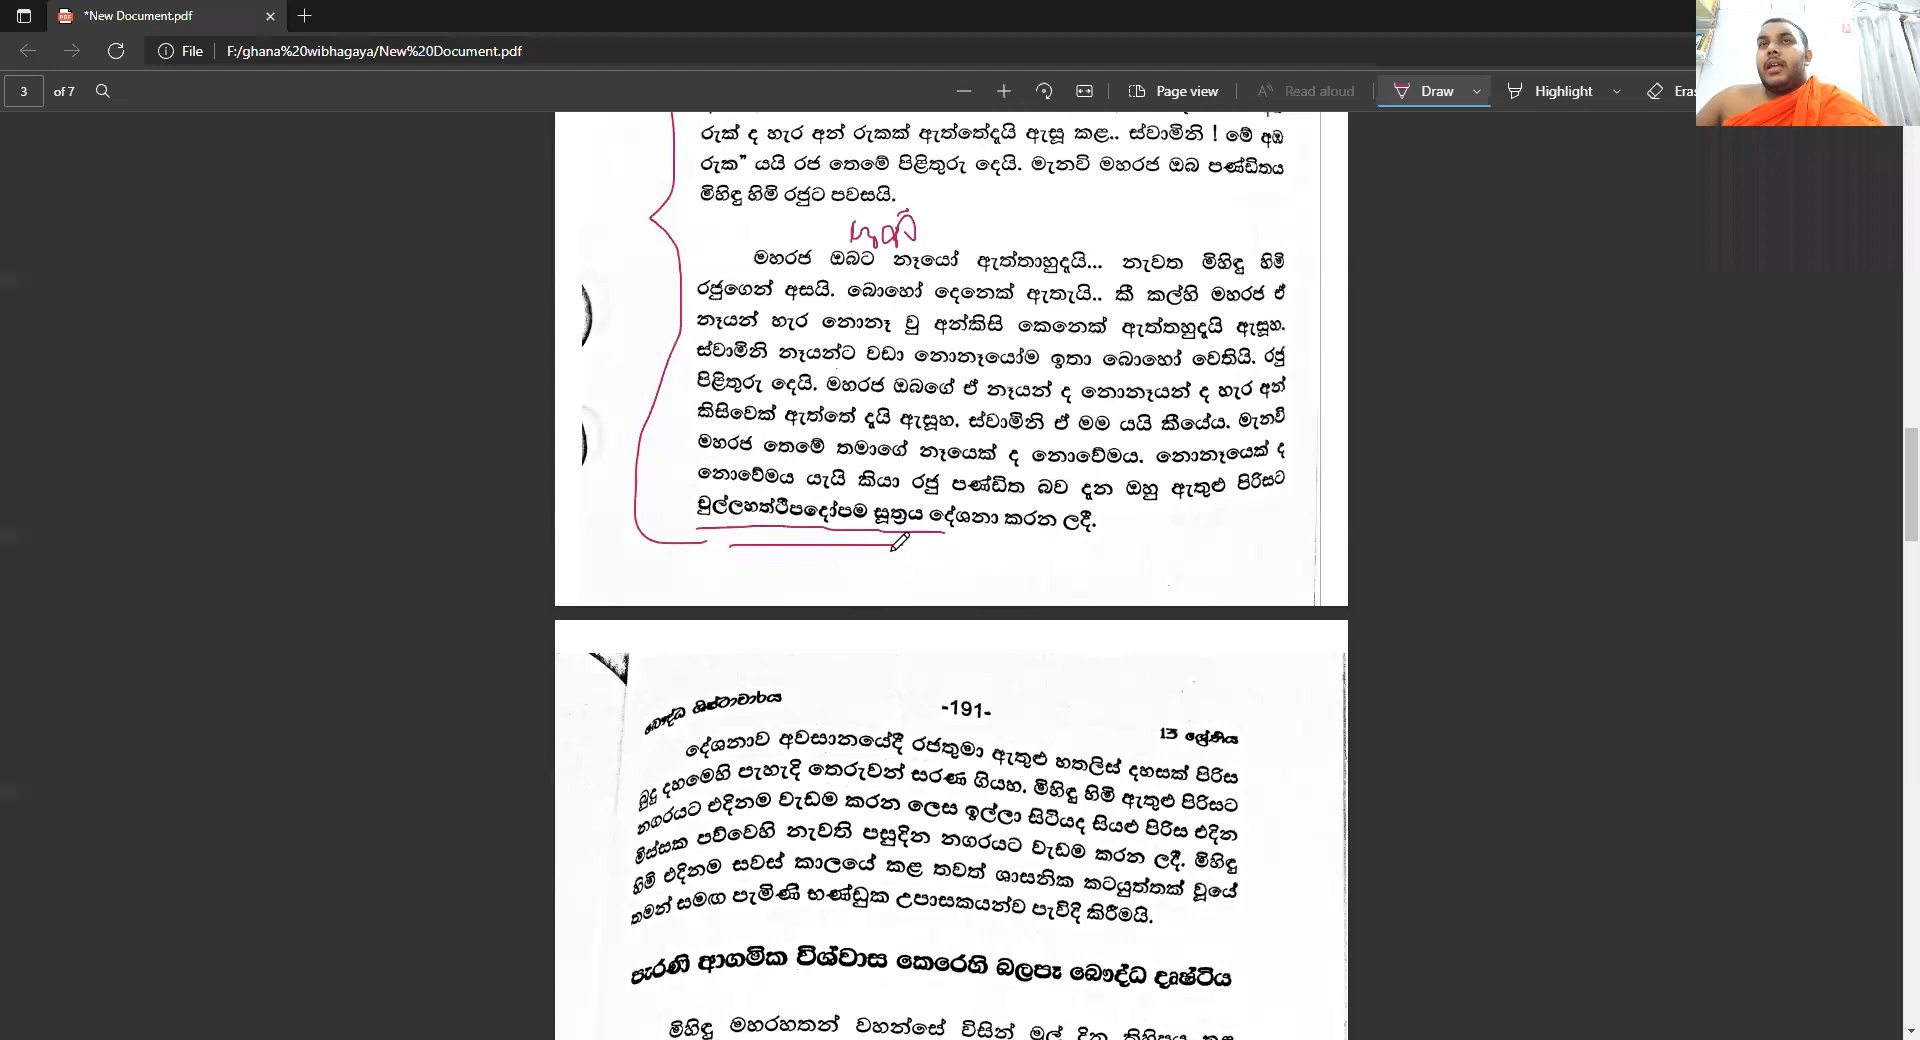 *New Document.pdf
File F:/ghana%20wibhagaya/New%20Document.pdf
3 of 7 Page view Read aloud Draw Highlight Eras
රුක් ද හැර අන් රුකක් ඇත්තේදැයි ඇසූ කළ.. ස්වාමිනි ! මේ අඹ
රුක” යයි රජ තෙමේ පිළිතුරු දෙයි. මැනවි මහරජ ඔබ පණ්ඩිතය
මිහිඳු හිමි රජුට පවසයි.
මහරජ ඔබට නෑයෝ ඇත්තාහුදැයි... නැවත මිහිඳු හිමි
රජුගෙන් අසයි. බොහෝ දෙනෙක් ඇතැයි.. කී කල්හි මහරජ ඒ
නෑයන් හැර නොනෑ වූ අන්කිසි කෙනෙක් ඇත්තහුදැයි ඇසූහ.
ස්වාමිනි නෑයන්ට වඩා නොනෑයෝම ඉතා බොහෝ වෙතියි. රජු
පිළිතුරු දෙයි. මහරජ ඔබගේ ඒ නෑයන් ද නොනෑයන් ද හැර අන්
කිසිවෙක් ඇත්තේ දැයි ඇසූහ. ස්වාමිනි ඒ මම යයි කීයේය. මැනවි
මහරජ තෙමේ තමාගේ නෑයෙක් ද නොවේමය. නොනෑයෙක් ද
නොවේමය යැයි කියා රජු පණ්ඩිත බව දැන ඔහු ඇතුළු පිරිසට
චුල්ලහත්ථිපදෝපම සූත්‍රය දේශනා කරන ලදී.
බෞද්ධ ශිෂ්ටාචාරය -191- 13 ශ්‍රේණිය
දේශනාව අවසානයේදී රජතුමා ඇතුළු හතලිස් දහසක් පිරිස
බුදු දහමෙහි පැහැදි තෙරුවන් සරණ ගියහ. මිහිඳු හිමි ඇතුළු පිරිසට
නගරයට එදිනම වැඩම කරන ලෙස ඉල්ලා සිටියද සියළු පිරිස එදින
මිස්සක පව්වෙහි නැවතී පසුදින නගරයට වැඩම කරන ලදී. මිහිඳු
හිමි එදිනම සවස් කාලයේ කළ තවත් ශාසනික කටයුත්තක් වූයේ
තමන් සමඟ පැමිණි භණ්ඩුක උපාසකයන්ව පැවිදි කිරීමයි.
පැරණි ආගමික විශ්වාස කෙරෙහි බලපෑ බෞද්ධ දෘෂ්ටිය
මිහිඳු මහරහතන් වහන්සේ විසින් මුල් දින කිහිපය